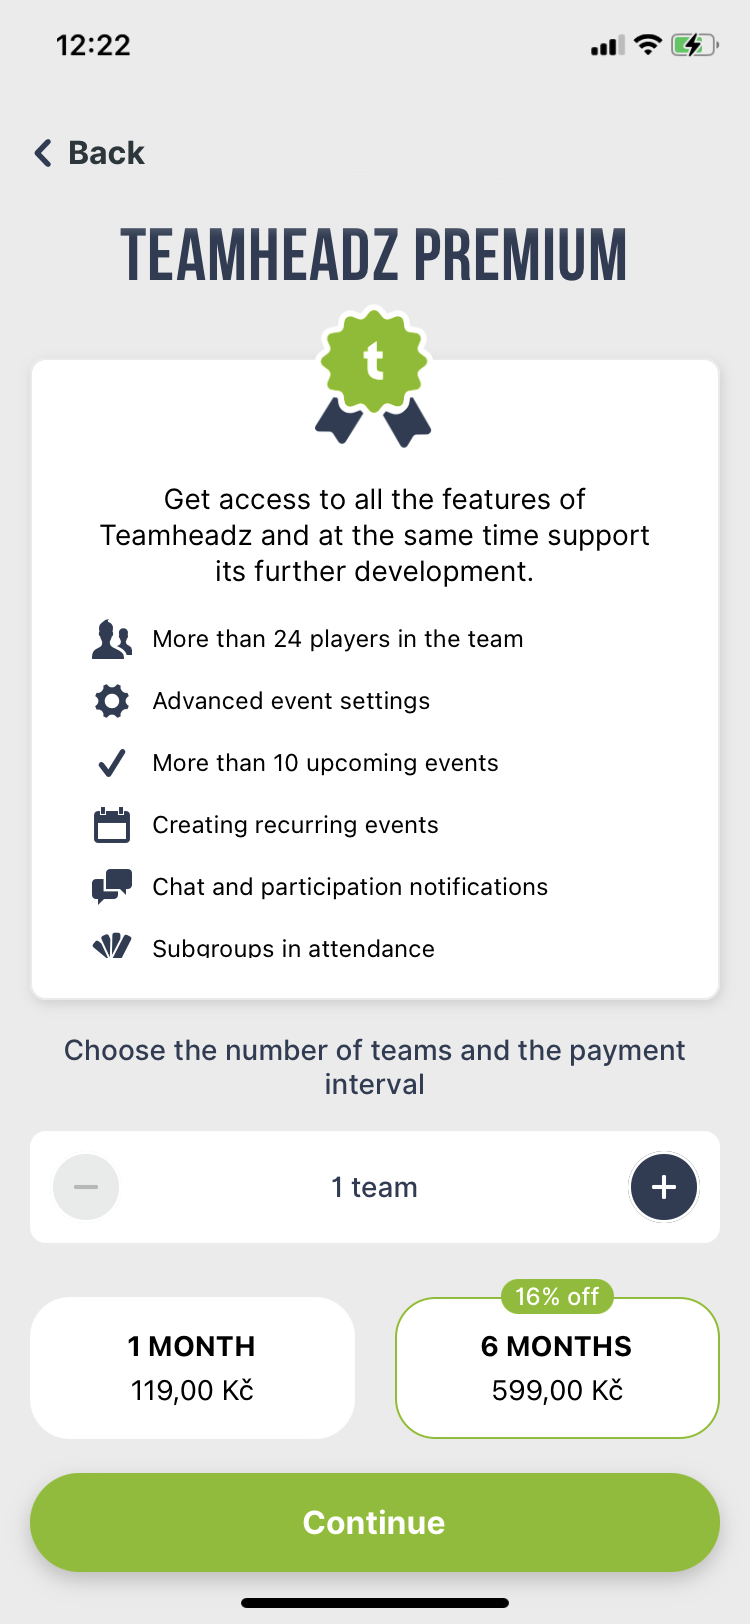 12:22
Back
TEAMHEADZ PREMIUM
t
Get access to all the features of
Teamheadz and at the same time support
its further development.
More than 24 players in the team
Advanced event settings
More than 10 upcoming events
Creating recurring events
Chat and participation notifications
Subgroups in attendance
Choose the number of teams and the payment
interval
1 team
16% off
1 MONTH
119,00 Kč
6 MONTHS
599,00 Kč
Continue